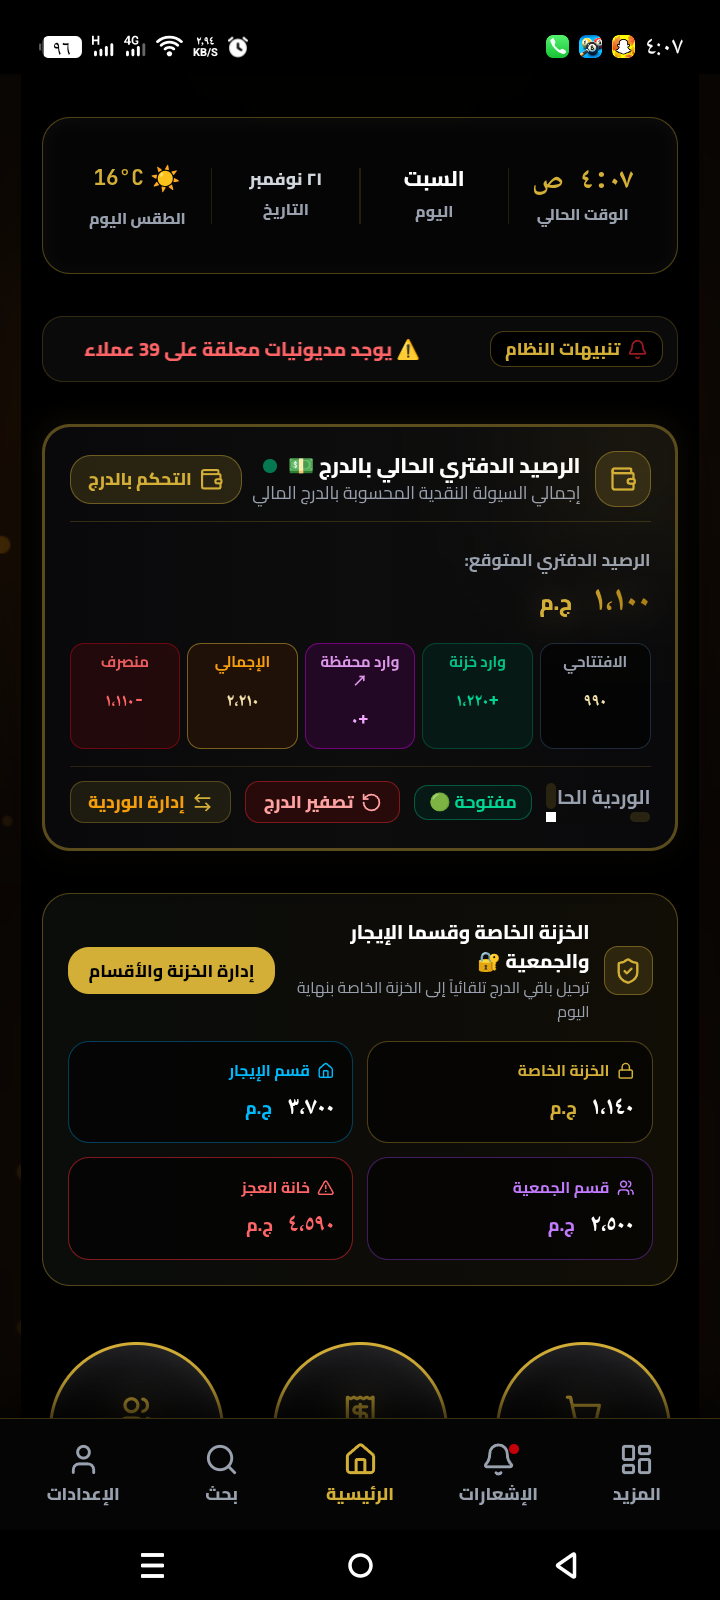 ٤:٠٧
٢,٩٤
KB/S
4G
H
٩٦
٤:٠٧ ص
الوقت الحالي
السبت
اليوم
٢١ نوفمبر
التاريخ
☀️ 16°C
الطقس اليوم
تنبيهات النظام
⚠️ يوجد مديونيات معلقة على 39 عملاء
الرصيد الدفتري الحالي بالدرج 💵
إجمالي السيولة النقدية المحسوبة بالدرج المالي
التحكم بالدرج
الرصيد الدفتري المتوقع:
١،١٠٠ ج.م
الافتتاحي
٩٩٠
وارد خزنة
+١،٢٢٠
وارد محفظة
↗
+٠
الإجمالي
٢،٢١٠
منصرف
-١،١١٠
الوردية الحا
مفتوحة 🟢
تصفير الدرج
إدارة الوردية
الخزنة الخاصة وقسما الإيجار
والجمعية 🔐
ترحيل باقي الدرج تلقائياً إلى الخزنة الخاصة بنهاية
اليوم
إدارة الخزنة والأقسام
الخزنة الخاصة
١،١٤٠ ج.م
قسم الإيجار
٣،٧٠٠ ج.م
قسم الجمعية
٢،٥٠٠ ج.م
خانة العجز
٤،٥٩٠ ج.م
المزيد
الإشعارات
الرئيسية
بحث
الإعدادات